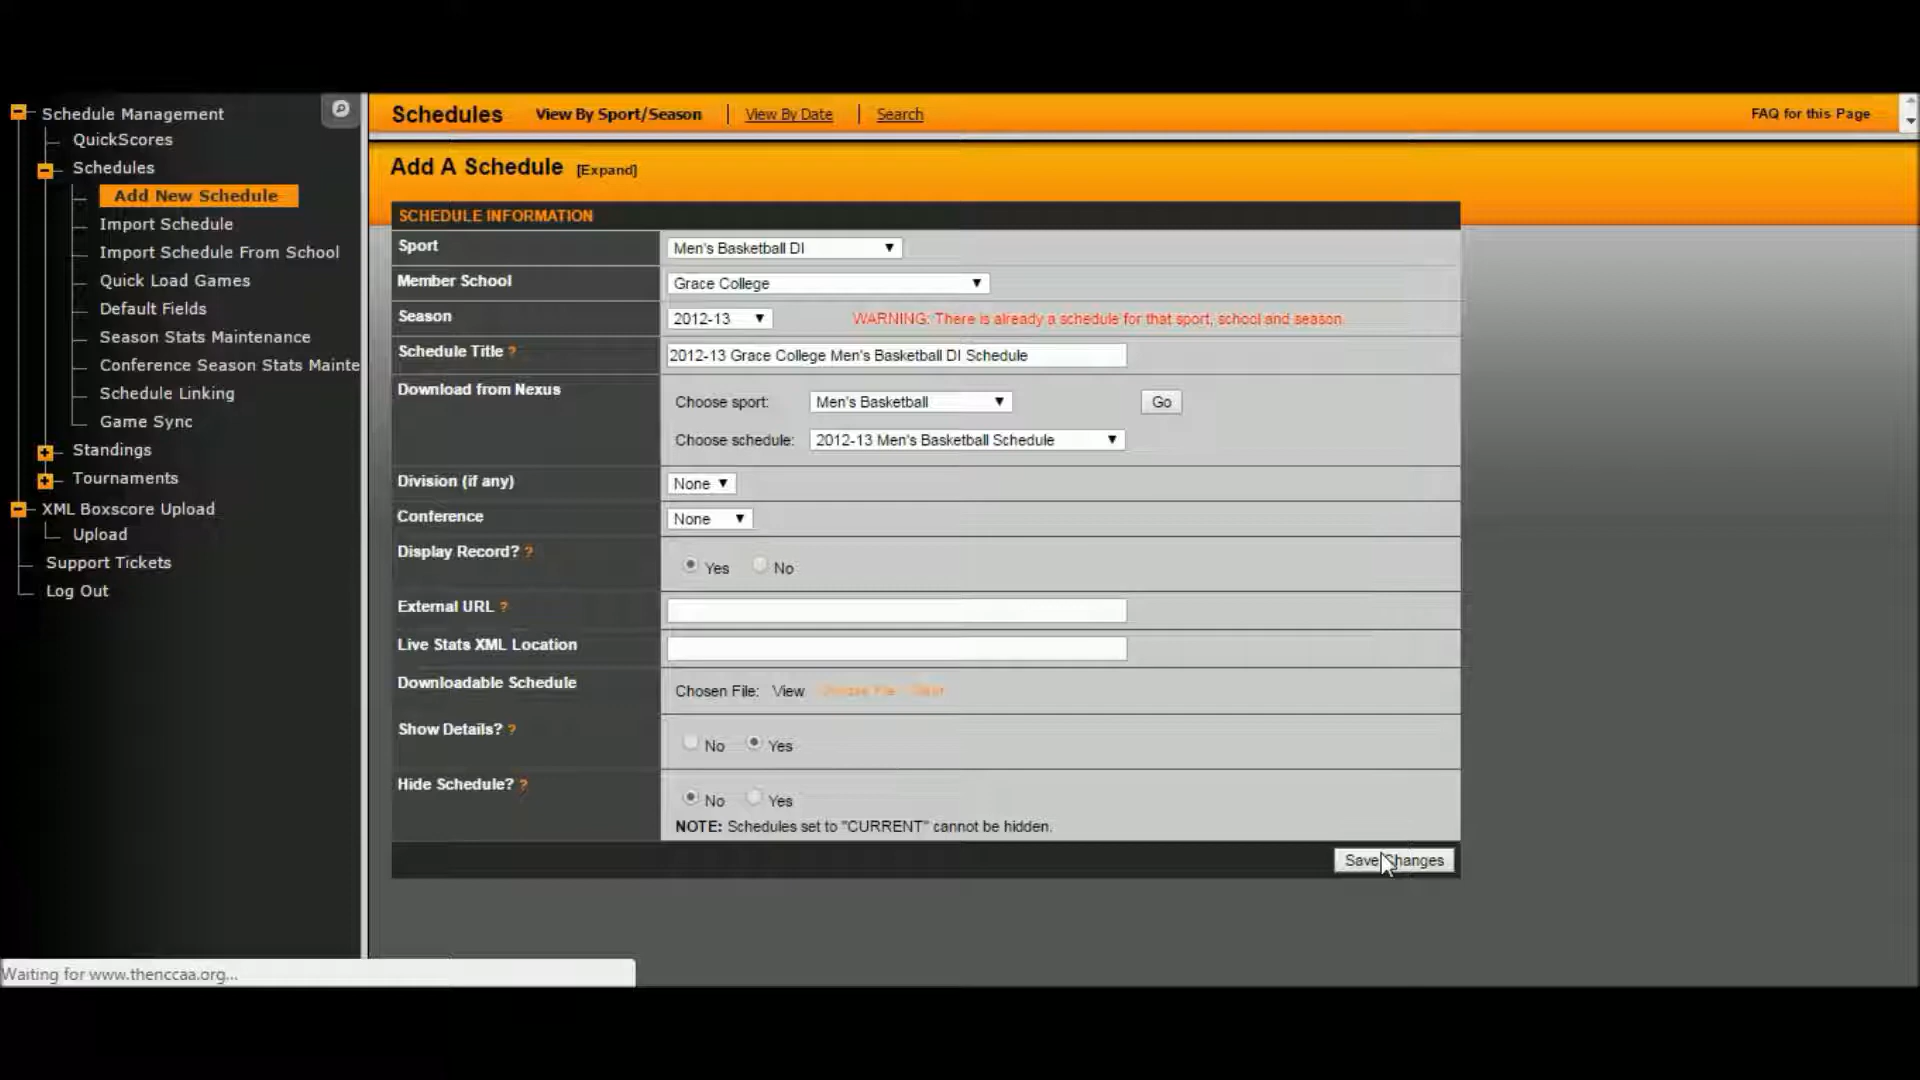 Schedule Management
QuickScores
Schedules
Add New Schedule
Import Schedule
Import Schedule From School
Quick Load Games
Default Fields
Season Stats Maintenance
Conference Season Stats Mainte
Schedule Linking
Game Sync
Standings
Tournaments
XML Boxscore Upload
Upload
Support Tickets
Log Out
Schedules View By Sport/Season | View By Date | Search FAQ for this Page
Add A Schedule [Expand]
SCHEDULE INFORMATION
Sport Men's Basketball DI
Member School Grace College
Season 2012-13 WARNING: There is already a schedule for that sport, school and season.
Schedule Title ? 2012-13 Grace College Men's Basketball DI Schedule
Download from Nexus Choose sport: Men's Basketball Go
Choose schedule: 2012-13 Men's Basketball Schedule
Division (if any) None
Conference None
Display Record? ? Yes No
External URL ?
Live Stats XML Location
Downloadable Schedule Chosen File: View
Show Details? ? No Yes
Hide Schedule? ? No Yes
NOTE: Schedules set to "CURRENT" cannot be hidden.
Save Changes
Waiting for www.thenccaa.org...